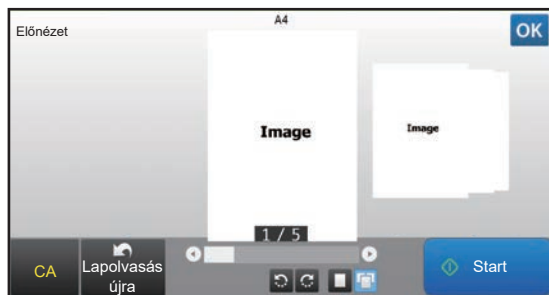 A4
Előnézet
OK
Image
Image
1 / 5
CA
Lapolvasás
újra
Start